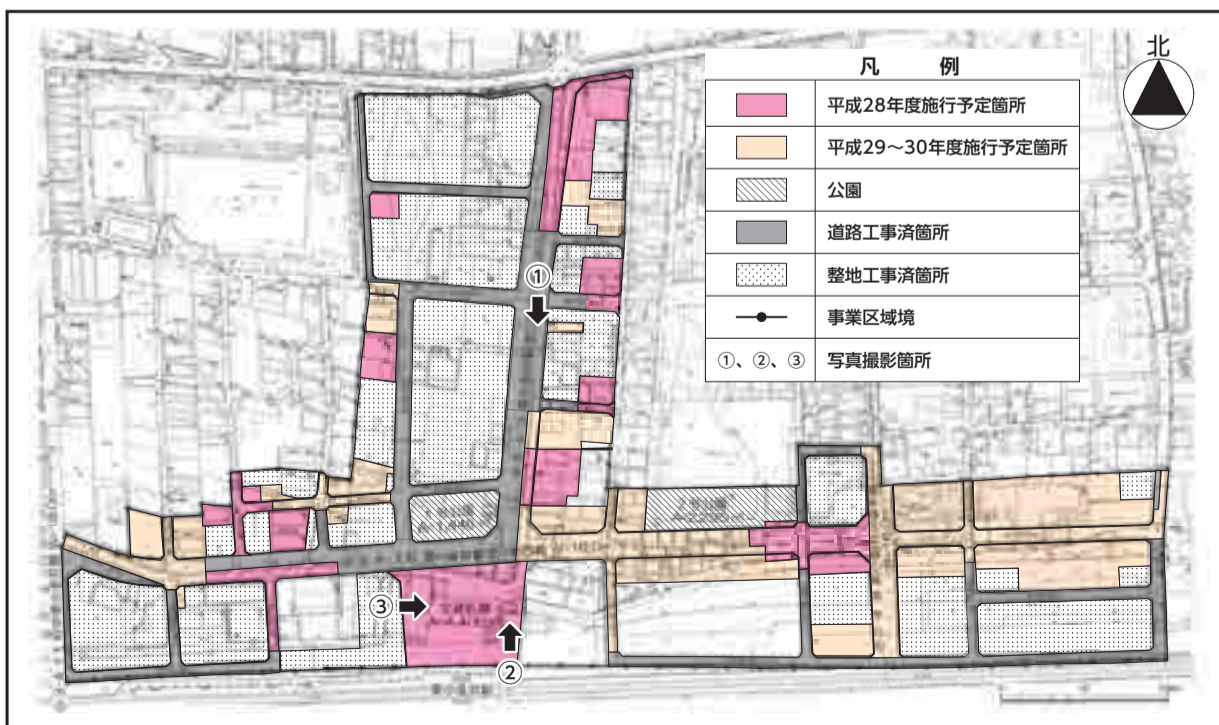 北
凡 例
平成28年度施行予定箇所
平成29～30年度施行予定箇所
公園
道路工事済箇所
整地工事済箇所
事業区域境
①、②、③ 写真撮影箇所
①
③
②